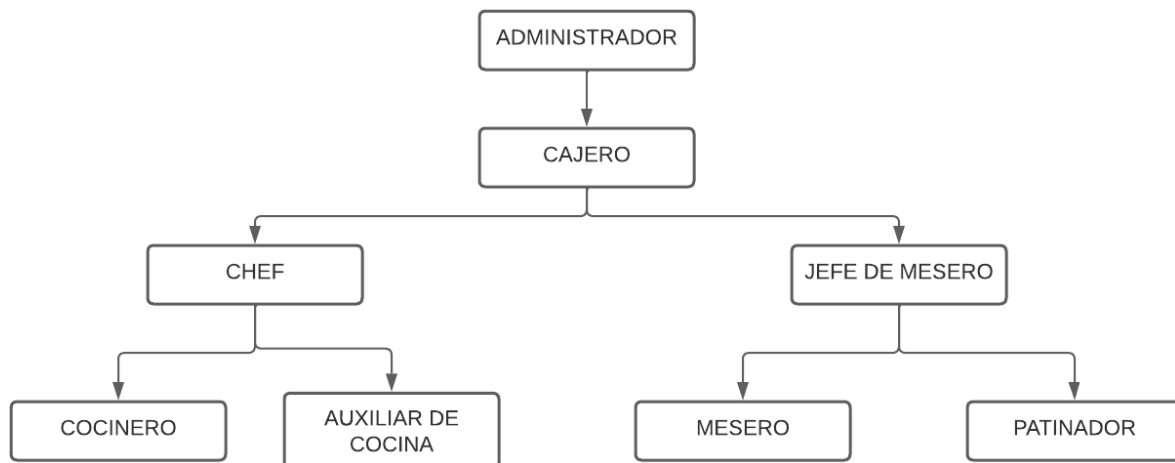 ADMINISTRADOR
CAJERO
CHEF
JEFE DE MESERO
COCINERO
AUXILIAR DE
COCINA
MESERO
PATINADOR